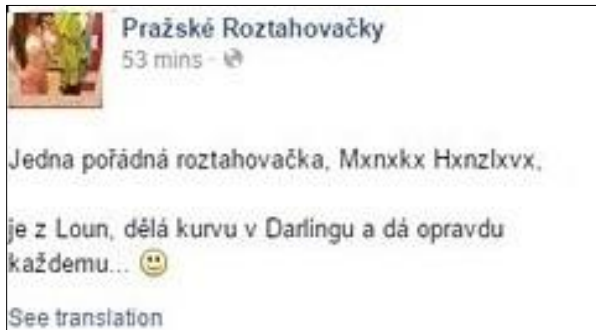 Pražské Roztahovačky
53 mins ·
Jedna pořádná roztahovačka, Mxnxkx Hxnzlxvx,
je z Loun, dělá kurvu v Darlingu a dá opravdu
každemu...
See translation